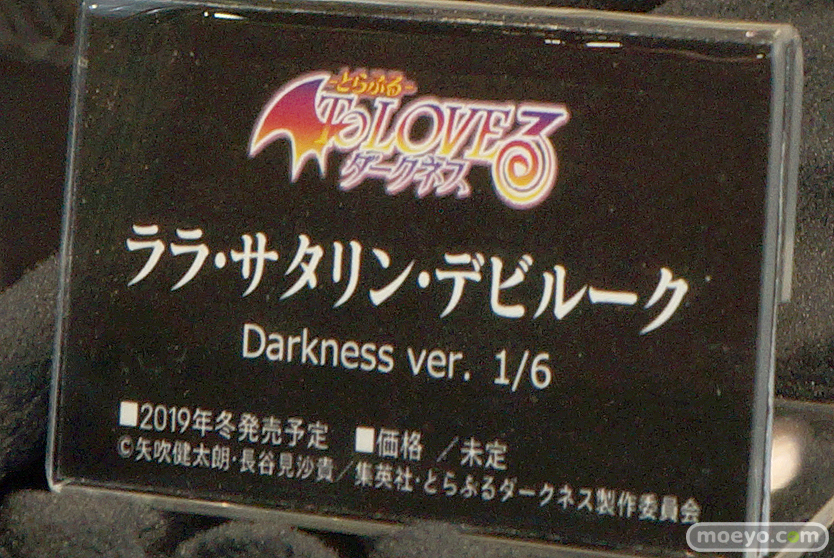 -とらぶる-
ToLOVEる
ダークネス
ララ・サタリン・デビルーク
Darkness ver. 1/6
■2019年冬発売予定 ■価格 ／未定
©矢吹健太朗・長谷見沙貴／集英社・とらぶるダークネス製作委員会
moeyo.com